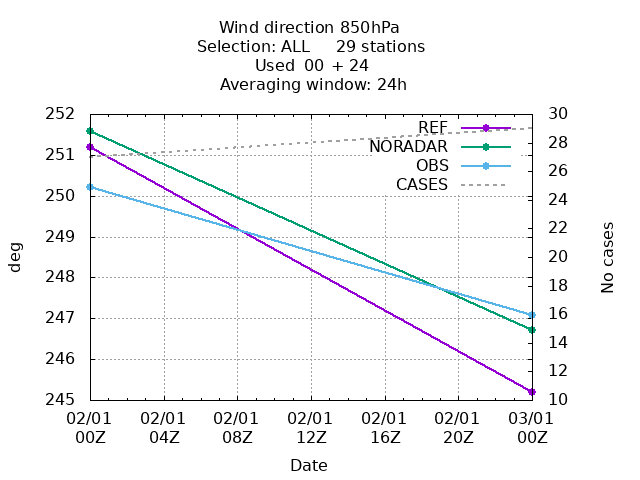 Wind direction 850hPa
Selection: ALL     29 stations
Used  00  + 24
Averaging window: 24h
252
251
250
249
248
247
246
245
deg
30
28
26
24
22
20
18
16
14
12
10
No cases
REF
NORADAR
OBS
CASES
02/01 02/01 02/01 02/01 02/01 02/01 03/01
00Z 04Z 08Z 12Z 16Z 20Z 00Z
Date